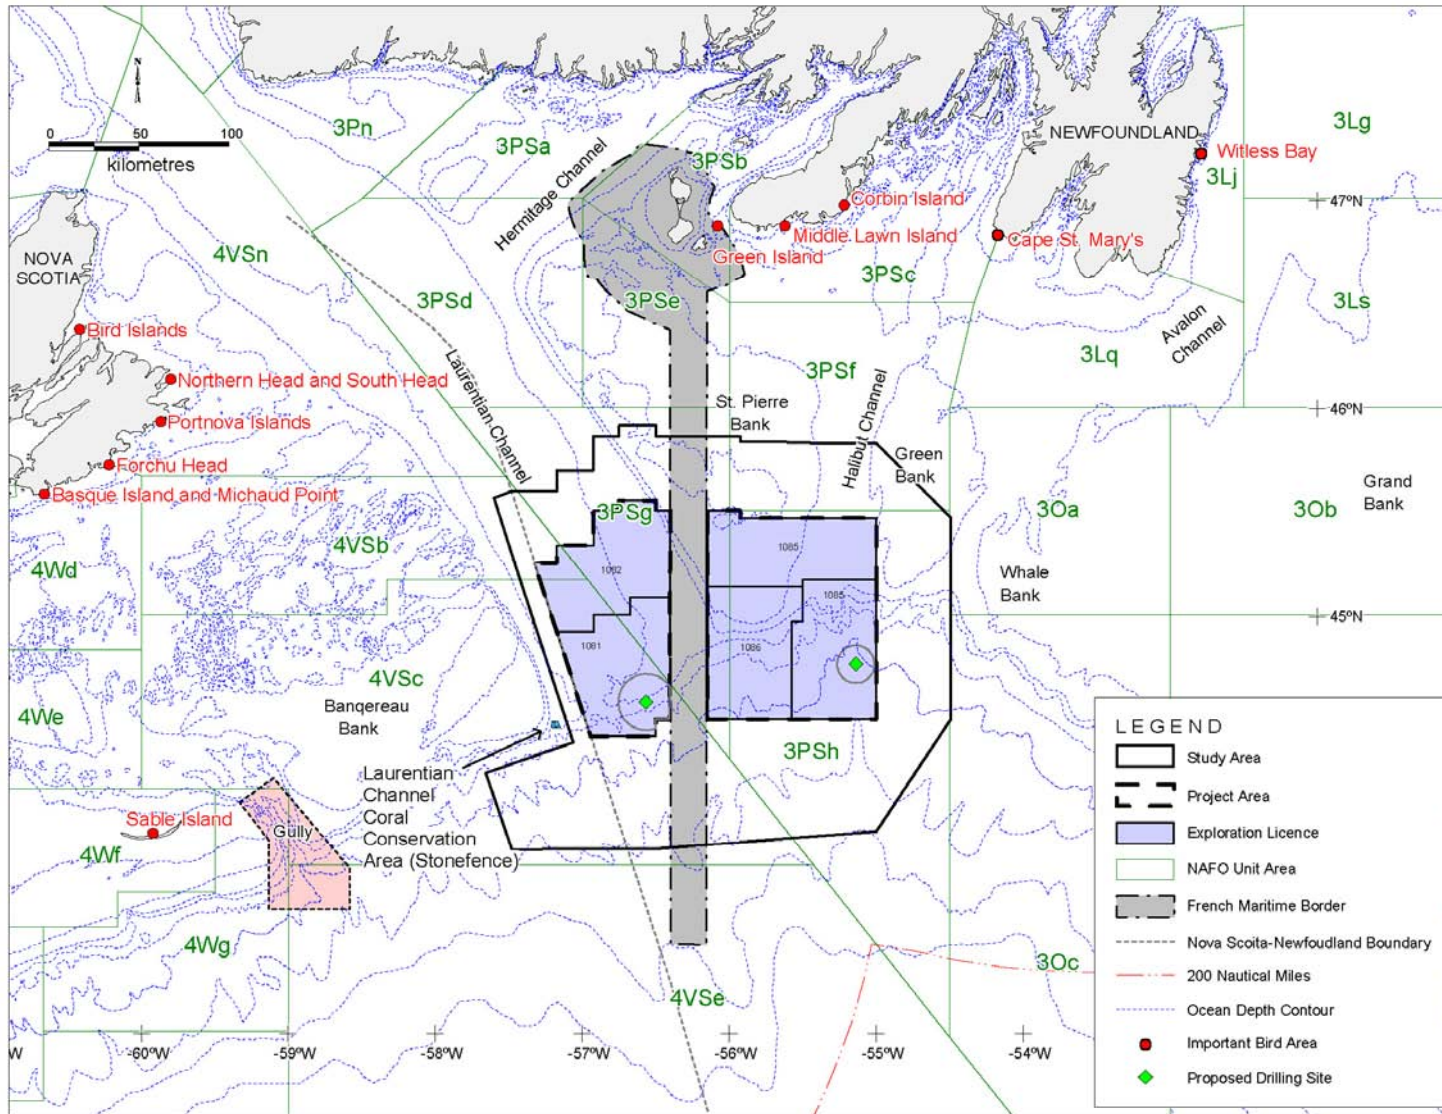 3Pn
3PSa
3PSb
NEWFOUNDLAND
3Lg
Witless Bay
3Lj
0 50 100
kilometres
Hermitage Channel
Corbin Island
47°N
Middle Lawn Island
Green Island
Cape St. Mary's
NOVA
SCOTIA
4VSn
3PSd
3PSe
3PSc
3Ls
Bird Islands
Avalon
Channel
3Lq
Northern Head and South Head
Laurentian Channel
3PSf
Halibut Channel
St. Pierre
Bank
46°N
Portnova Islands
Forchu Head
Green
Bank
Basque Island and Michaud Point
Grand
Bank
3PSg
3Oa
3Ob
4VSb
1085
4Wd
1082
Whale
Bank
1085
45°N
1081
1086
4VSc
Banqereau
Bank
4We
3PSh
Laurentian
Channel
Coral
Conservation
Area (Stonefence)
Sable Island
Gully
4Wf
4Wg
3Oc
4VSe
W
-60°W
-59°W
-58°W
-57°W
-56°W
-55°W
-54°W
LEGEND
Study Area
Project Area
Exploration Licence
NAFO Unit Area
French Maritime Border
Nova Scoita-Newfoudland Boundary
200 Nautical Miles
Ocean Depth Contour
Important Bird Area
Proposed Drilling Site